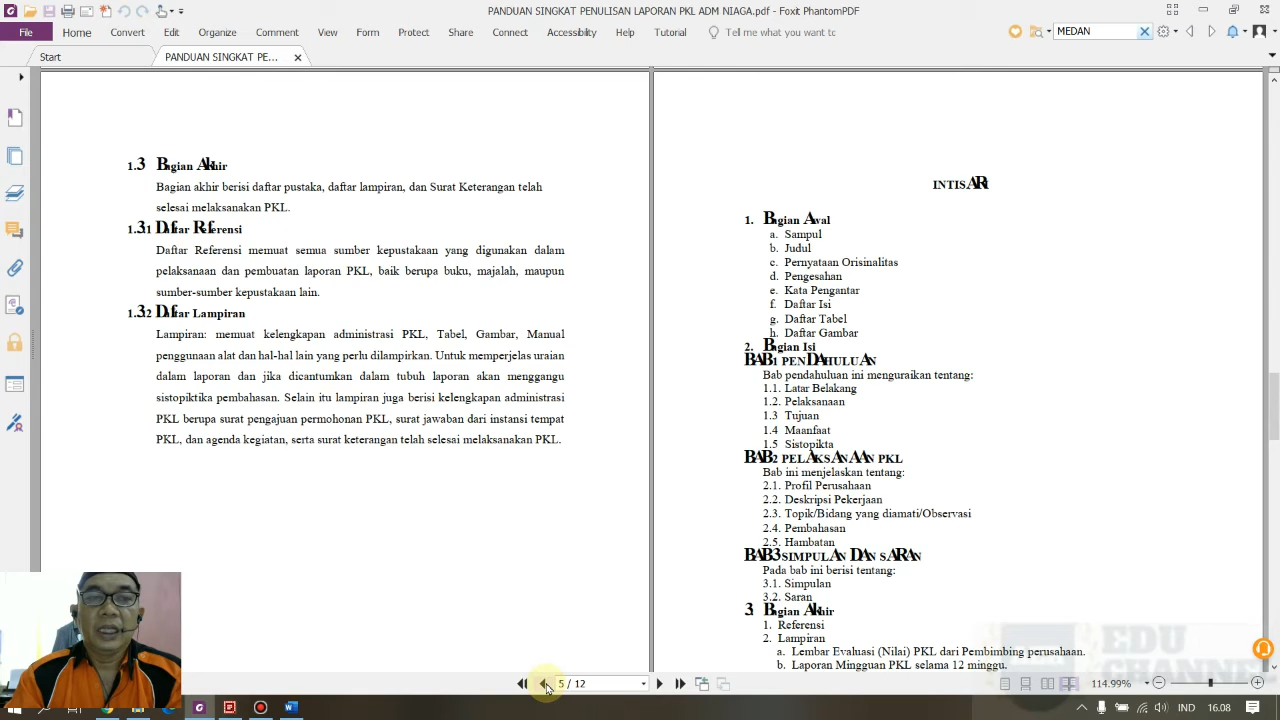 PANDUAN SINGKAT PENULISAN LAPORAN PKL ADM NIAGA.pdf - Foxit PhantomPDF
File Home Convert Edit Organize Comment View Form Protect Share Connect Accessibility Help Tutorial Tell me what you want to MEDAN
Start PANDUAN SINGKAT PE...
1.3 Bagian Akhir
Bagian akhir berisi daftar pustaka, daftar lampiran, dan Surat Keterangan telah
selesai melaksanakan PKL.
1.3.1 Daftar Referensi
Daftar Referensi memuat semua sumber kepustakaan yang digunakan dalam
pelaksanaan dan pembuatan laporan PKL, baik berupa buku, majalah, maupun
sumber-sumber kepustakaan lain.
1.3.2 Daftar Lampiran
Lampiran: memuat kelengkapan administrasi PKL, Tabel, Gambar, Manual
penggunaan alat dan hal-hal lain yang perlu dilampirkan. Untuk memperjelas uraian
dalam laporan dan jika dicantumkan dalam tubuh laporan akan menggangu
sistopiktika pembahasan. Selain itu lampiran juga berisi kelengkapan administrasi
PKL berupa surat pengajuan permohonan PKL, surat jawaban dari instansi tempat
PKL, dan agenda kegiatan, serta surat keterangan telah selesai melaksanakan PKL.
INTISARI
1. Bagian Awal
a. Sampul
b. Judul
c. Pernyataan Orisinalitas
d. Pengesahan
e. Kata Pengantar
f. Daftar Isi
g. Daftar Tabel
h. Daftar Gambar
2. Bagian Isi
BAB 1 PENDAHULUAN
Bab pendahuluan ini menguraikan tentang:
1.1. Latar Belakang
1.2. Pelaksanaan
1.3 Tujuan
1.4 Maanfaat
1.5 Sistopikta
BAB 2 PELAKSANAAN PKL
Bab ini menjelaskan tentang:
2.1. Profil Perusahaan
2.2. Deskripsi Pekerjaan
2.3. Topik/Bidang yang diamati/Observasi
2.4. Pembahasan
2.5. Hambatan
BAB 3 SIMPULAN DAN SARAN
Pada bab ini berisi tentang:
3.1. Simpulan
3.2. Saran
3. Bagian Akhir
1. Referensi
2. Lampiran
a. Lembar Evaluasi (Nilai) PKL dari Pembimbing perusahaan.
b. Laporan Mingguan PKL selama 12 minggu.
EDU
CHANNEL
5 / 12
114.99%
IND 16.08